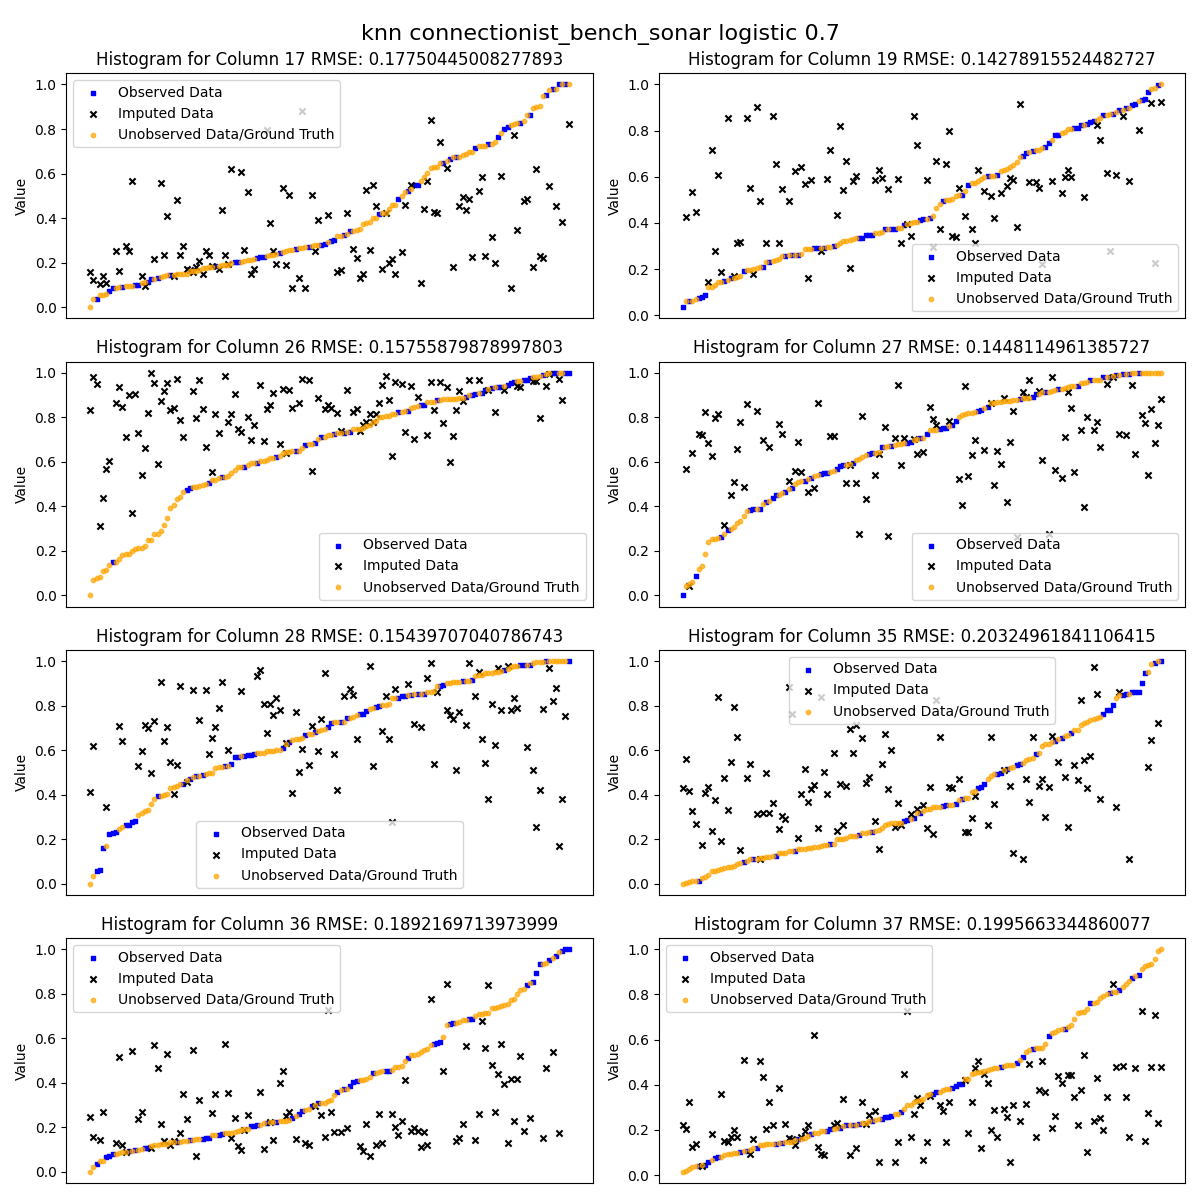 knn connectionist_bench_sonar logistic 0.7
Histogram for Column 17 RMSE: 0.17750445008277893
Value
1.0
0.8
0.6
0.4
0.2
0.0
Observed Data
Imputed Data
Unobserved Data/Ground Truth
Histogram for Column 19 RMSE: 0.14278915524482727
Value
1.0
0.8
0.6
0.4
0.2
0.0
Observed Data
Imputed Data
Unobserved Data/Ground Truth
Histogram for Column 26 RMSE: 0.15755879878997803
Value
1.0
0.8
0.6
0.4
0.2
0.0
Observed Data
Imputed Data
Unobserved Data/Ground Truth
Histogram for Column 27 RMSE: 0.1448114961385727
Value
1.0
0.8
0.6
0.4
0.2
0.0
Observed Data
Imputed Data
Unobserved Data/Ground Truth
Histogram for Column 28 RMSE: 0.15439707040786743
Value
1.0
0.8
0.6
0.4
0.2
0.0
Observed Data
Imputed Data
Unobserved Data/Ground Truth
Histogram for Column 35 RMSE: 0.20324961841106415
Value
1.0
0.8
0.6
0.4
0.2
0.0
Observed Data
Imputed Data
Unobserved Data/Ground Truth
Histogram for Column 36 RMSE: 0.1892169713973999
Value
1.0
0.8
0.6
0.4
0.2
0.0
Observed Data
Imputed Data
Unobserved Data/Ground Truth
Histogram for Column 37 RMSE: 0.1995663344860077
Value
1.0
0.8
0.6
0.4
0.2
0.0
Observed Data
Imputed Data
Unobserved Data/Ground Truth